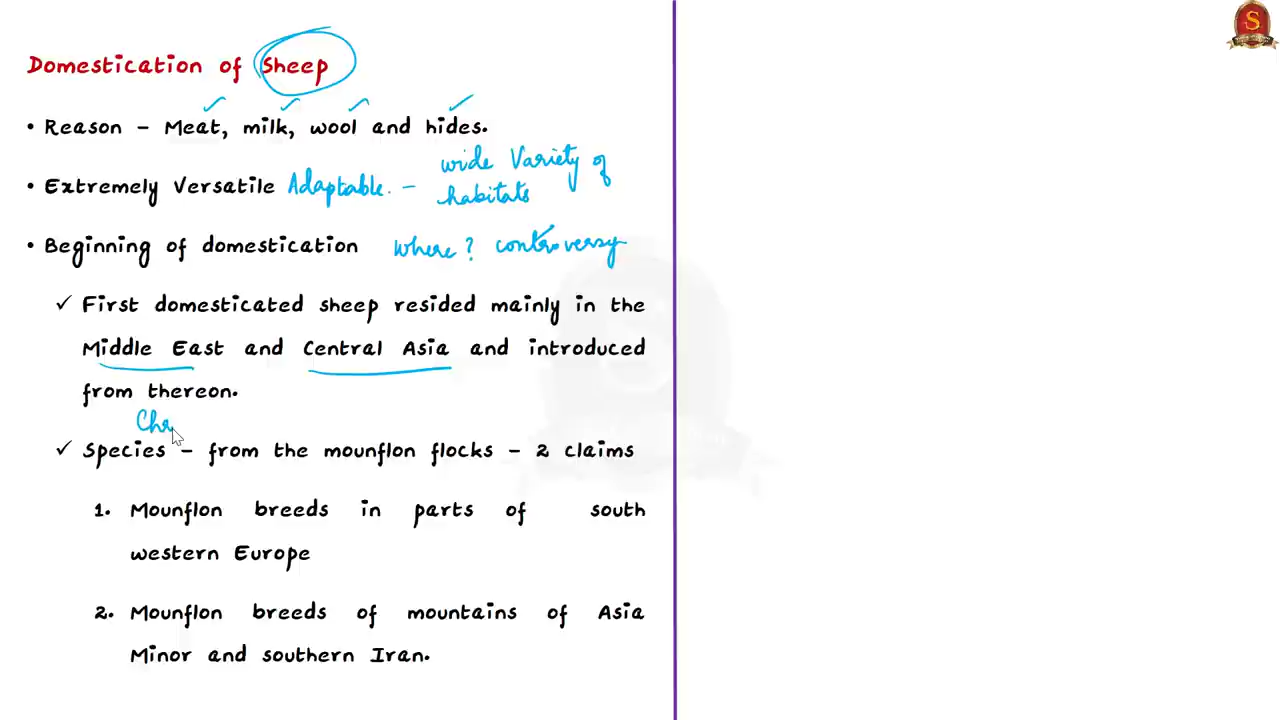 Domestication of Sheep
• Reason – Meat, milk, wool and hides.
• Extremely Versatile Adaptable. – wide Variety of
habitats
• Beginning of domestication where? controversy
✓ First domesticated sheep resided mainly in the
Middle East and Central Asia and introduced
from thereon.
✓ Species – from the mounflon flocks – 2 claims
1. Mounflon breeds in parts of south
western Europe
2. Mounflon breeds of mountains of Asia
Minor and southern Iran.